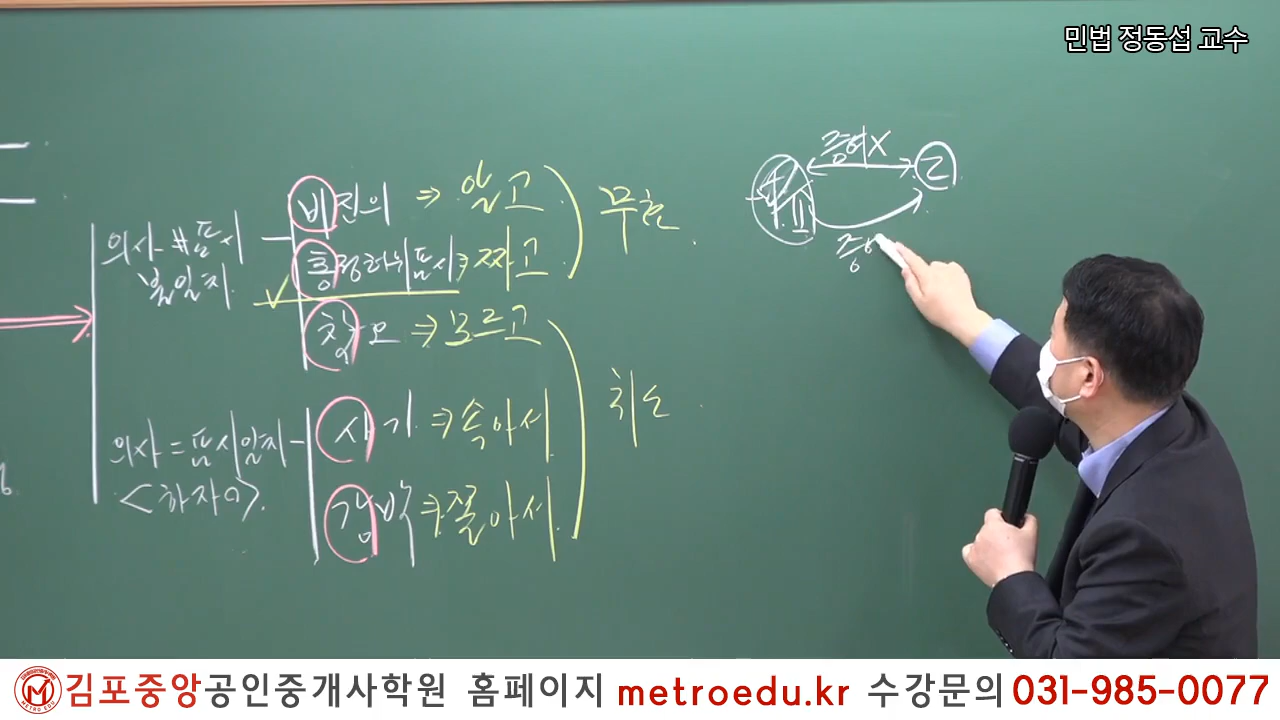 민법 정동섭 교수
의사 ≠ 표시
불일치
비진의 ⇒ 알고
통정허위표시 ⇒ 짜고
착오 ⇒ 모르고
무효
의사 = 표시일치
<하자○>
사기 ⇒ 속아서
강박 ⇒ 쫄아서
취소
증여X
乙
김포중앙공인중개사학원 홈페이지 metroedu.kr 수강문의 031-985-0077
METRO EDU